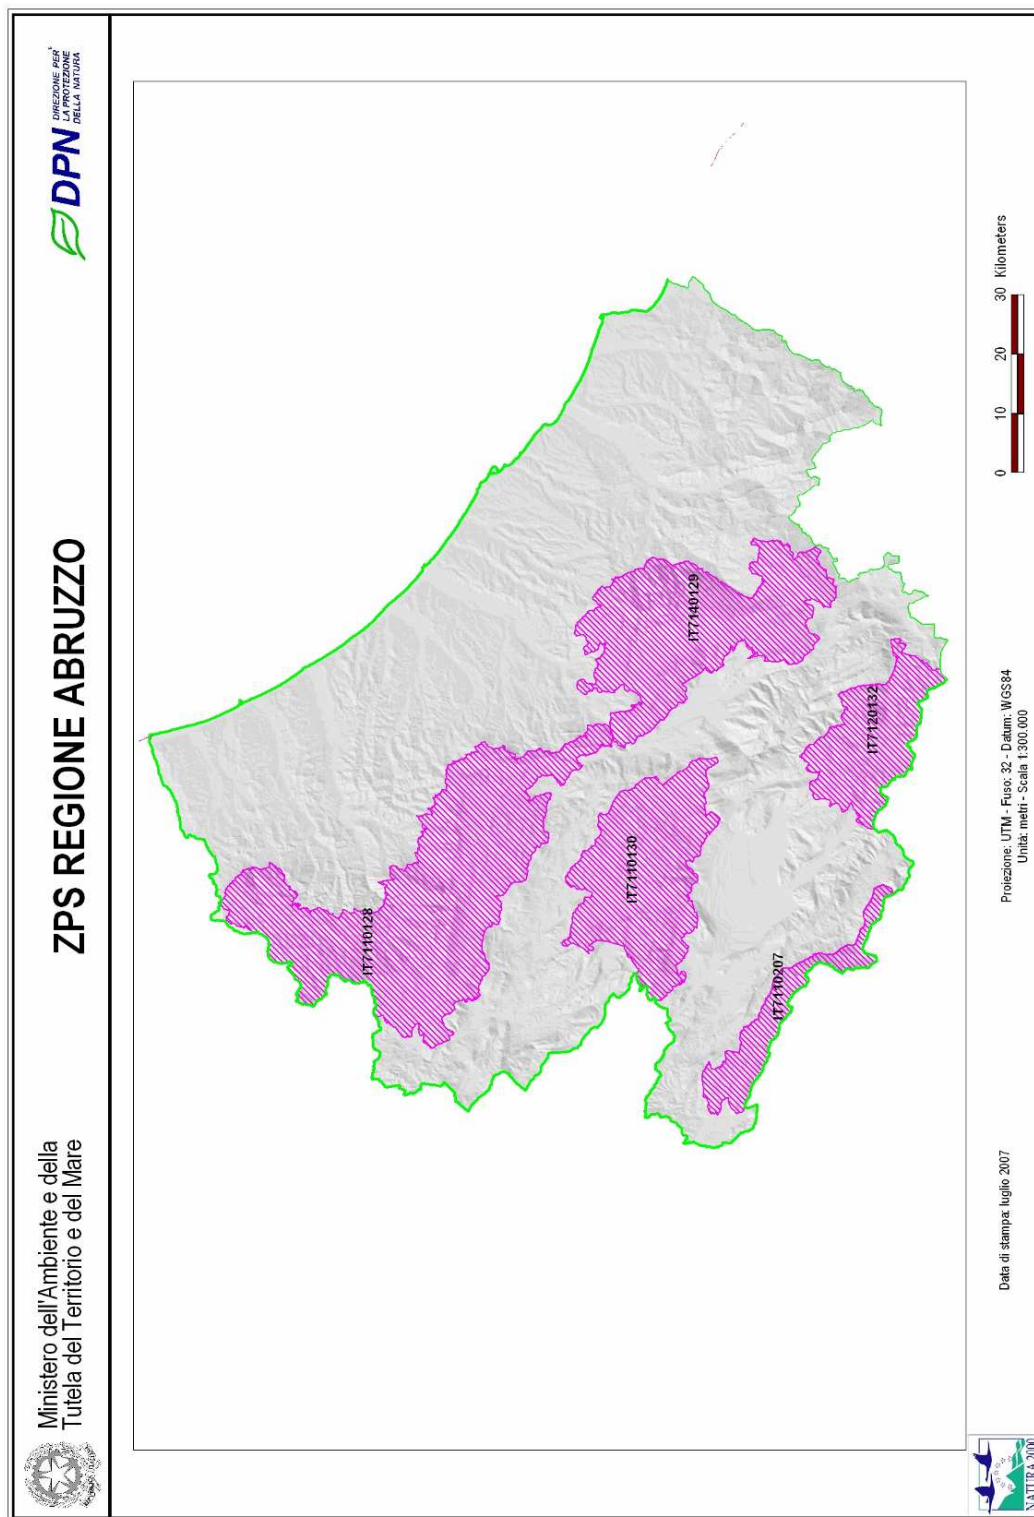 Ministero dell'Ambiente e della
Tutela del Territorio e del Mare
ZPS REGIONE ABRUZZO
DPN
DIREZIONE PER
LA PROTEZIONE
DELLA NATURA
IT7110128
IT7140129
IT7110130
IT7120132
IT7110207
Data di stampa: luglio 2007
Proiezione: UTM - Fuso: 32 - Datum: WGS84
Unità: metri - Scala 1:300.000
0 10 20 30 Kilometers
NATURA 2000